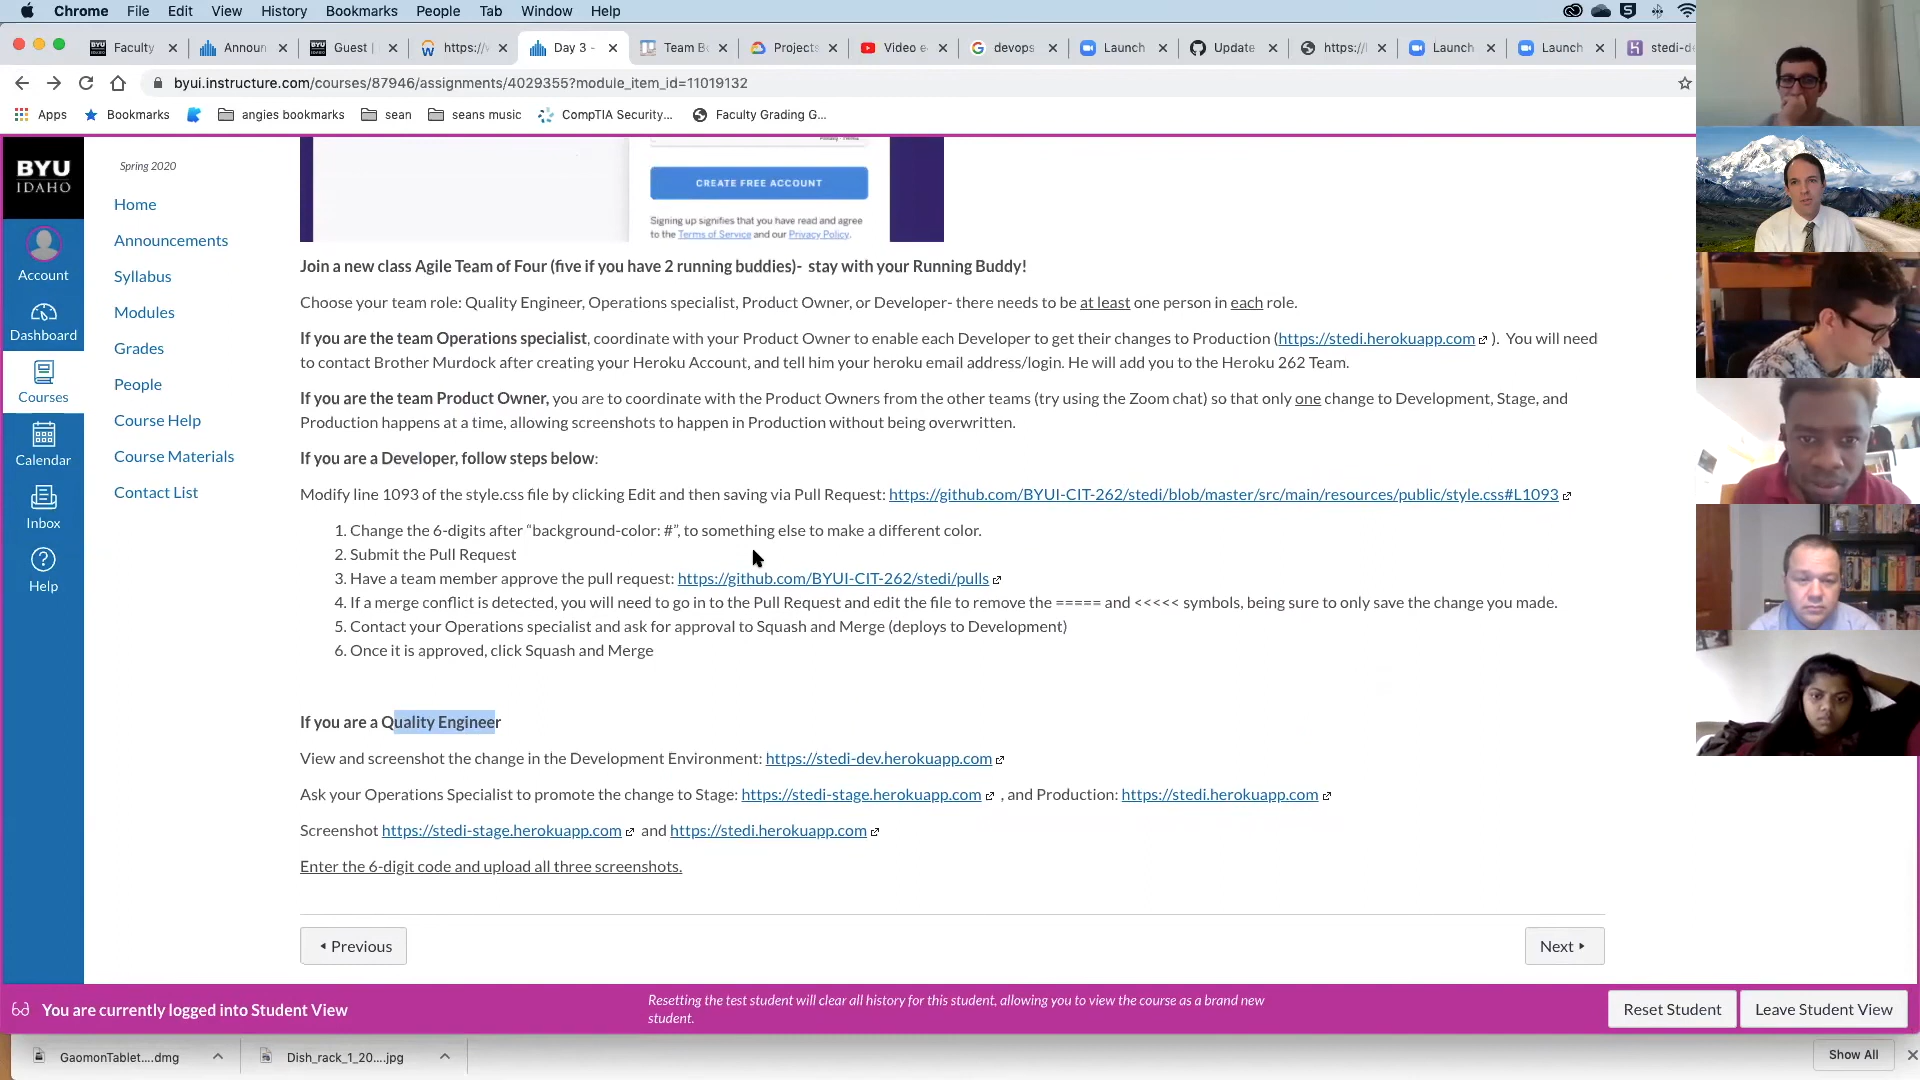 Chrome File Edit View History Bookmarks People Tab Window Help
Faculty Announ Guest | https://v Day 3 - Team B Projects Video e devops Launch Update https://l Launch Launch stedi-d
byui.instructure.com/courses/87946/assignments/4029355?module_item_id=11019132
Apps Bookmarks angies bookmarks sean seans music CompTIA Security... Faculty Grading G...
BYU
IDAHO
Account
Dashboard
Courses
Calendar
Inbox
Help
Spring 2020
Home
Announcements
Syllabus
Modules
Grades
People
Course Help
Course Materials
Contact List
CREATE FREE ACCOUNT
Signing up signifies that you have read and agree
to the Terms of Service and our Privacy Policy.
Join a new class Agile Team of Four (five if you have 2 running buddies)- stay with your Running Buddy!
Choose your team role: Quality Engineer, Operations specialist, Product Owner, or Developer- there needs to be at least one person in each role.
If you are the team Operations specialist, coordinate with your Product Owner to enable each Developer to get their changes to Production (https://stedi.herokuapp.com ). You will need
to contact Brother Murdock after creating your Heroku Account, and tell him your heroku email address/login. He will add you to the Heroku 262 Team.
If you are the team Product Owner, you are to coordinate with the Product Owners from the other teams (try using the Zoom chat) so that only one change to Development, Stage, and
Production happens at a time, allowing screenshots to happen in Production without being overwritten.
If you are a Developer, follow steps below:
Modify line 1093 of the style.css file by clicking Edit and then saving via Pull Request: https://github.com/BYUI-CIT-262/stedi/blob/master/src/main/resources/public/style.css#L1093
1. Change the 6-digits after “background-color: #”, to something else to make a different color.
2. Submit the Pull Request
3. Have a team member approve the pull request: https://github.com/BYUI-CIT-262/stedi/pulls
4. If a merge conflict is detected, you will need to go in to the Pull Request and edit the file to remove the ===== and <<<<< symbols, being sure to only save the change you made.
5. Contact your Operations specialist and ask for approval to Squash and Merge (deploys to Development)
6. Once it is approved, click Squash and Merge
If you are a Quality Engineer
View and screenshot the change in the Development Environment: https://stedi-dev.herokuapp.com
Ask your Operations Specialist to promote the change to Stage: https://stedi-stage.herokuapp.com , and Production: https://stedi.herokuapp.com
Screenshot https://stedi-stage.herokuapp.com and https://stedi.herokuapp.com
Enter the 6-digit code and upload all three screenshots.
Previous
Next
You are currently logged into Student View
Resetting the test student will clear all history for this student, allowing you to view the course as a brand new
student.
Reset Student
Leave Student View
GaomonTablet....dmg
Dish_rack_1_20....jpg
Show All